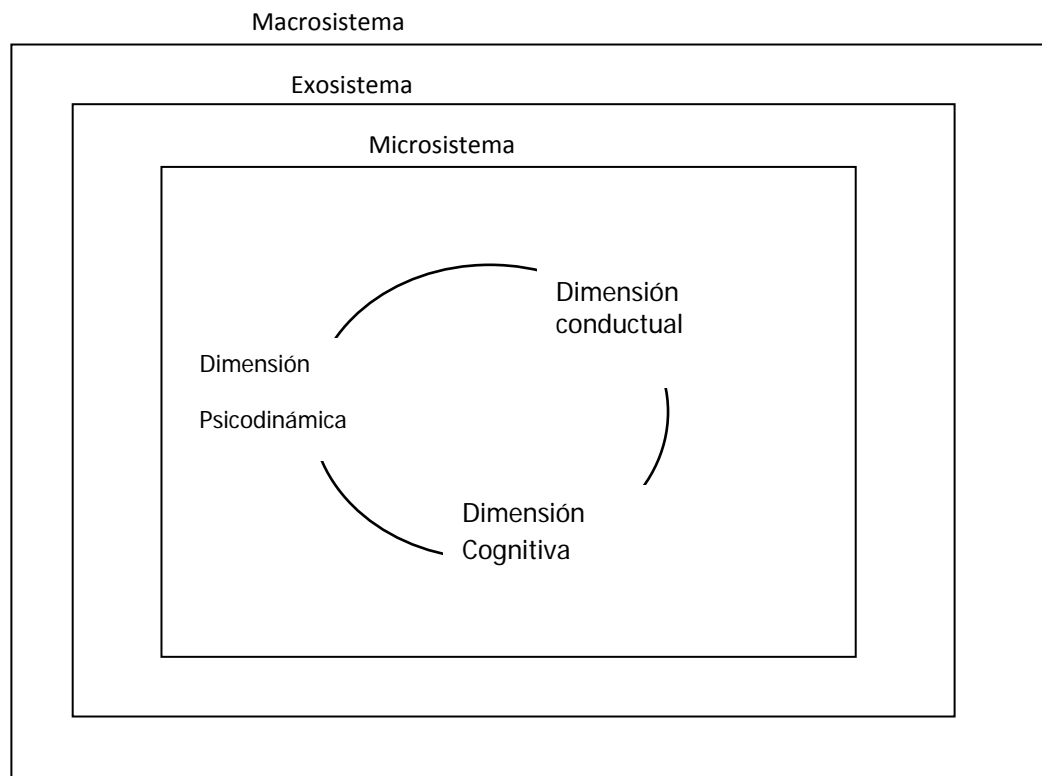 Macrosistema
Exosistema
Microsistema
Dimensión
conductual
Dimensión
Psicodinámica
Dimensión
Cognitiva